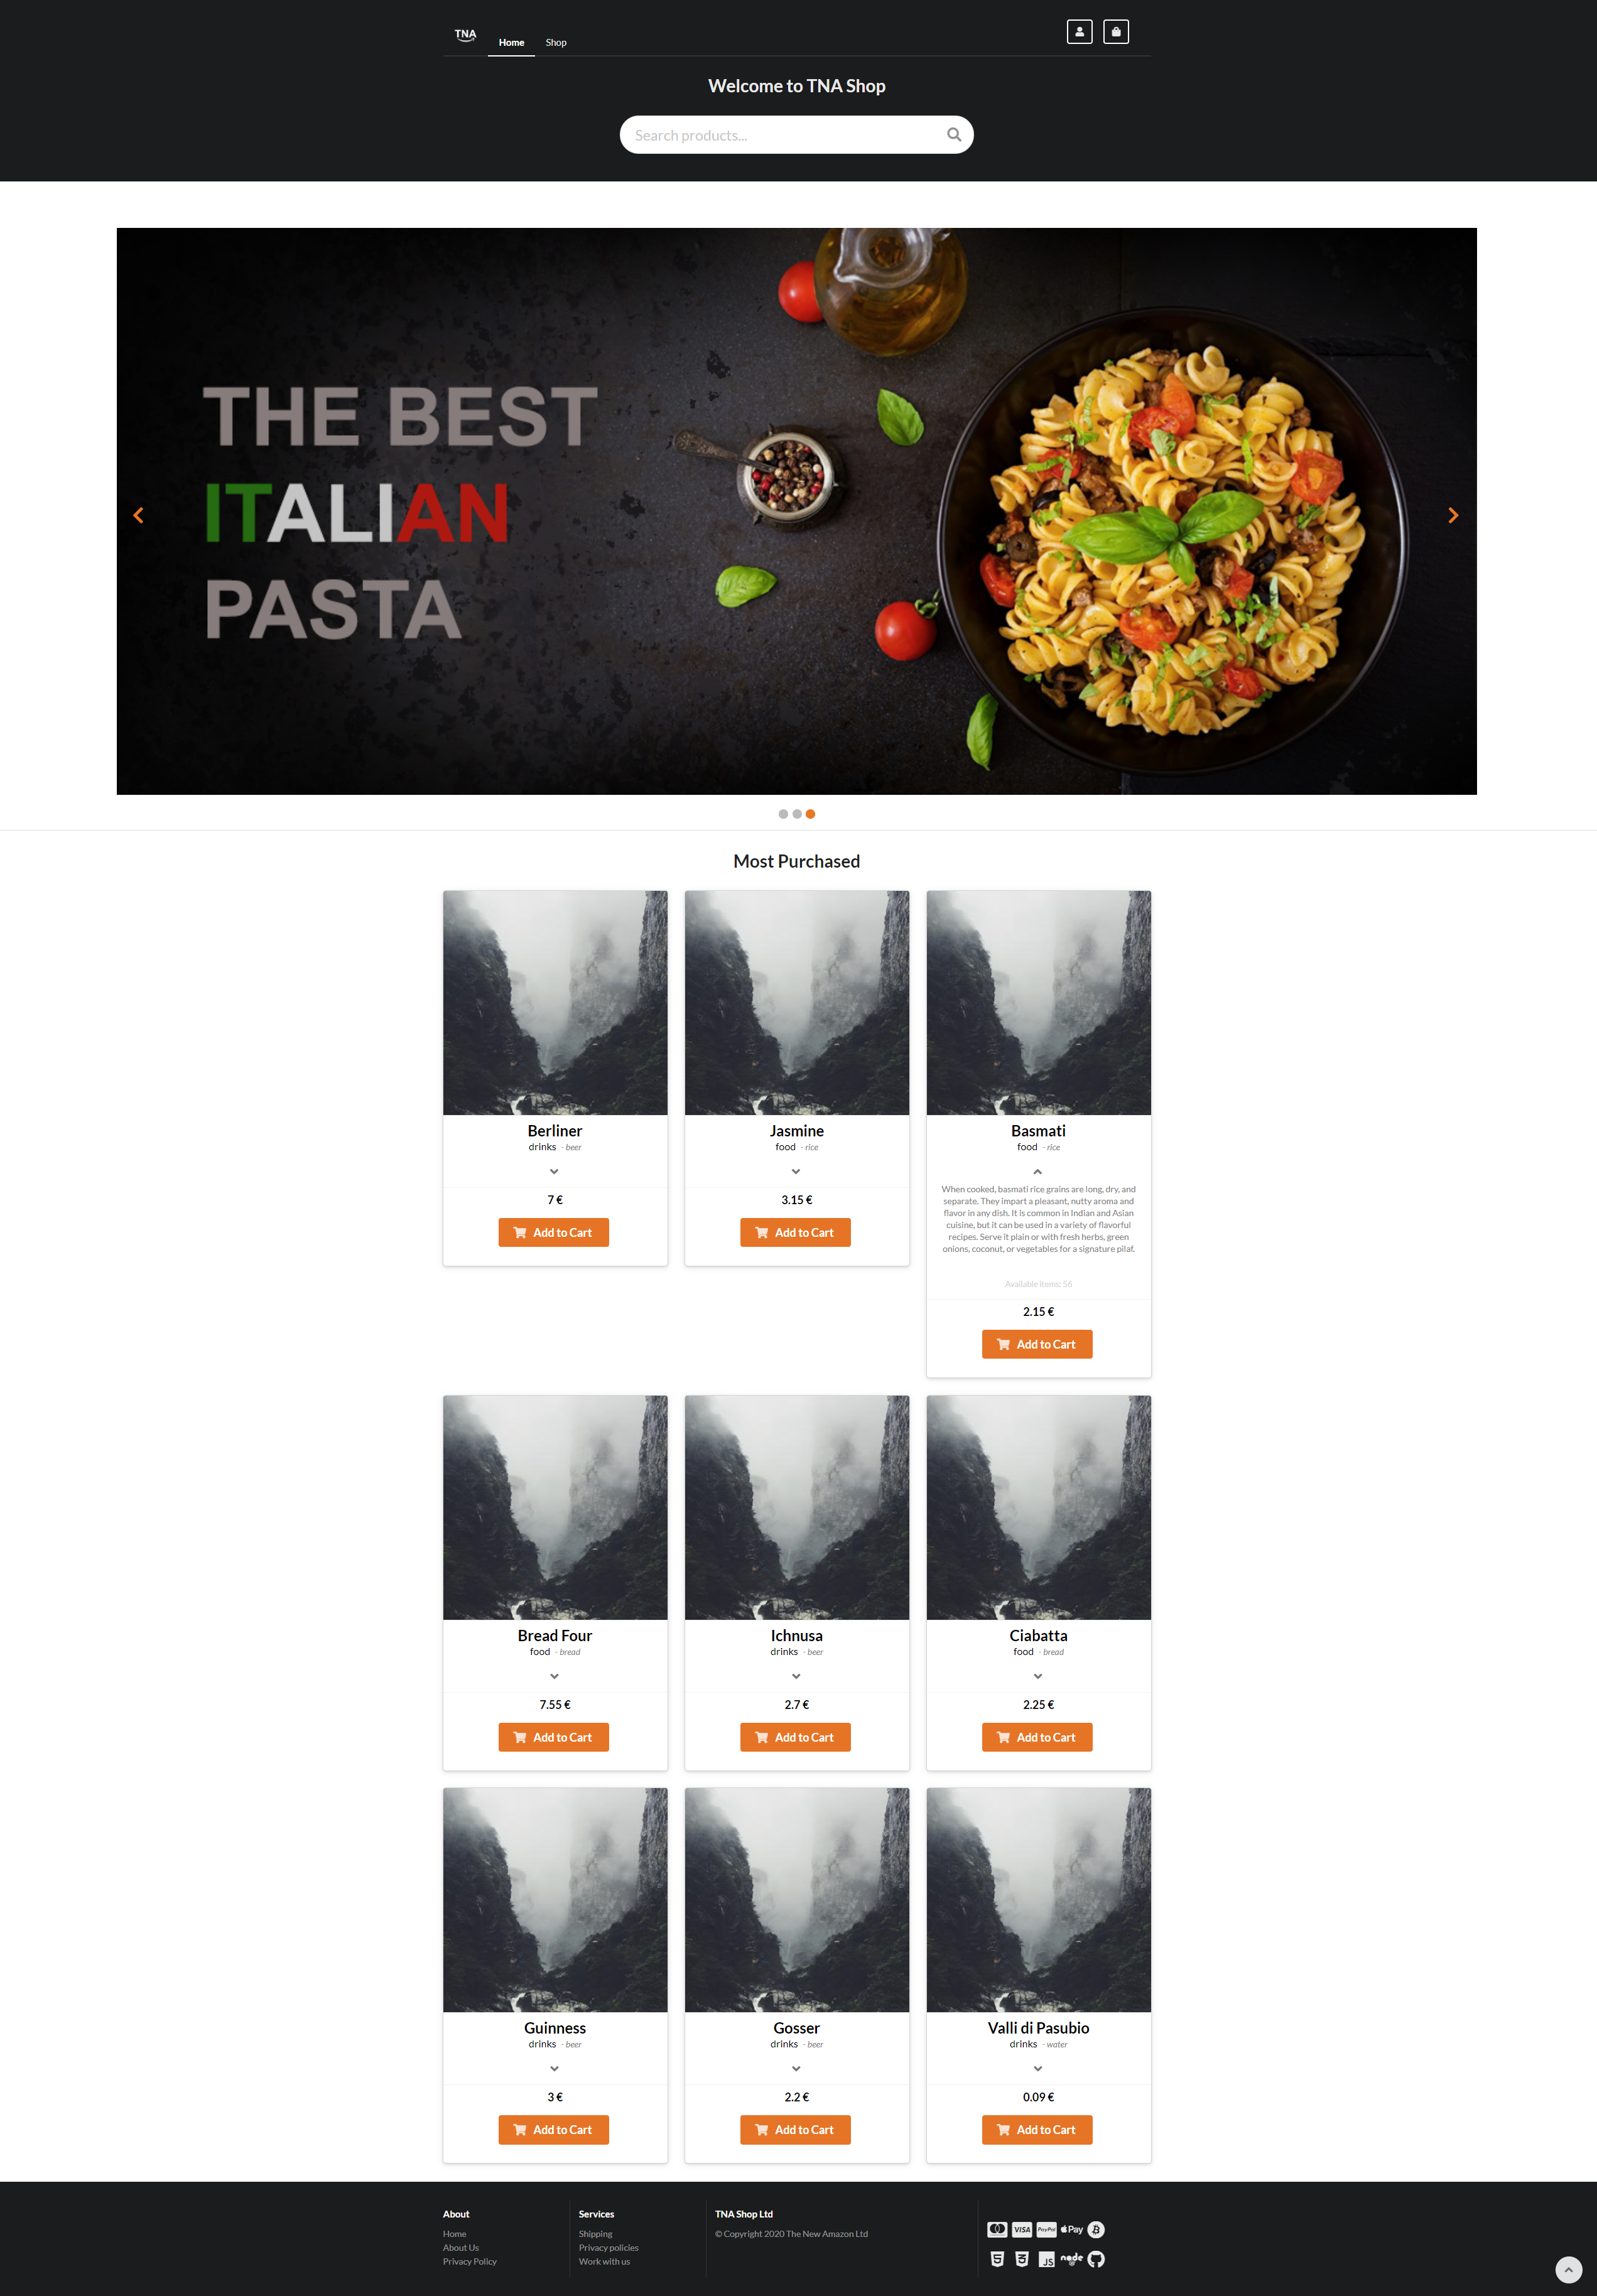 TNA
Home
Shop
Welcome to TNA Shop
Search products...
THE BEST
ITALIAN
PASTA
Most Purchased
Berliner
drinks - beer
7 €
Add to Cart
Jasmine
food - rice
3.15 €
Add to Cart
Basmati
food - rice
When cooked, basmati rice grains are long, dry, and
separate. They impart a pleasant, nutty aroma and
flavor in any dish. It is common in Indian and Asian
cuisine, but it can be used in a variety of flavorful
recipes. Serve it plain or with fresh herbs, green
onions, coconut, or vegetables for a signature pilaf.
Available items: 56
2.15 €
Add to Cart
Bread Four
food - bread
7.55 €
Add to Cart
Ichnusa
drinks - beer
2.7 €
Add to Cart
Ciabatta
food - bread
2.25 €
Add to Cart
Guinness
drinks - beer
3 €
Add to Cart
Gosser
drinks - beer
2.2 €
Add to Cart
Valli di Pasubio
drinks - water
0.09 €
Add to Cart
About
Home
About Us
Privacy Policy
Services
Shipping
Privacy policies
Work with us
TNA Shop Ltd
© Copyright 2020 The New Amazon Ltd
VISA PayPal Pay
5 3 JS node